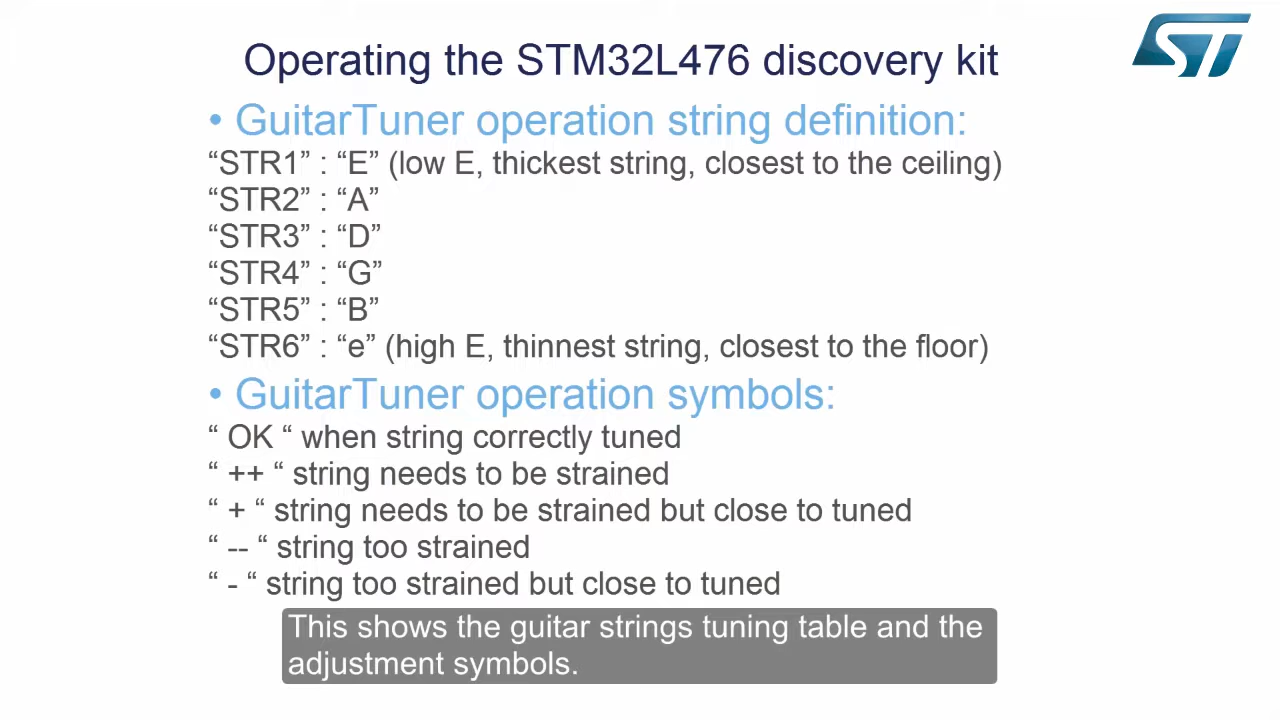 Operating the STM32L476 discovery kit
ST
• GuitarTuner operation string definition:
“STR1” : “E” (low E, thickest string, closest to the ceiling)
“STR2” : “A”
“STR3” : “D”
“STR4” : “G”
“STR5” : “B”
“STR6” : “e” (high E, thinnest string, closest to the floor)
• GuitarTuner operation symbols:
“ OK “ when string correctly tuned
“ ++ “ string needs to be strained
“ + “ string needs to be strained but close to tuned
“ -- “ string too strained
“ - “ string too strained but close to tuned
This shows the guitar strings tuning table and the
adjustment symbols.